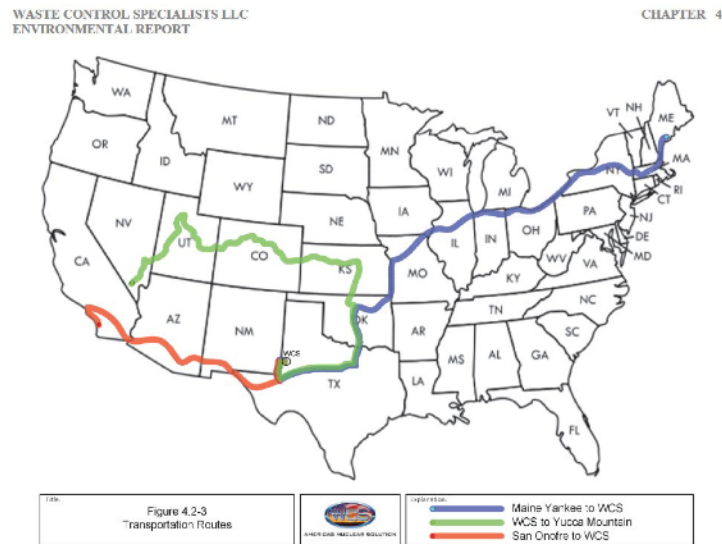 WASTE CONTROL SPECIALISTS LLC
CHAPTER 4
ENVIRONMENTAL REPORT
WA
MT
ND
MN
VT
NH
ME
OR
ID
SD
WI
MI
NY
MA
WY
RI
CT
NV
UT
NE
IA
PA
NJ
CA
CO
KS
MO
IL
IN
OH
WV
VA
DE
MD
KY
AZ
NM
OK
AR
TN
NC
SC
WCS
TX
LA
MS
AL
GA
FL
Title:
Figure 4.2-3
Transportation Routes
WCS
AMERICAS NUCLEAR SOLUTION
Explanation:
Maine Yankee to WCS
WCS to Yucca Mountain
San Onofre to WCS